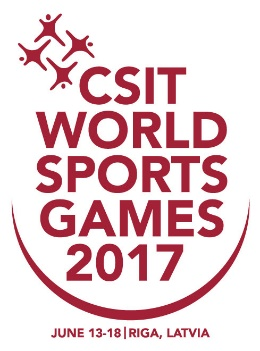 CSIT
WORLD
SPORTS
GAMES
2017
JUNE 13-18|RIGA, LATVIA